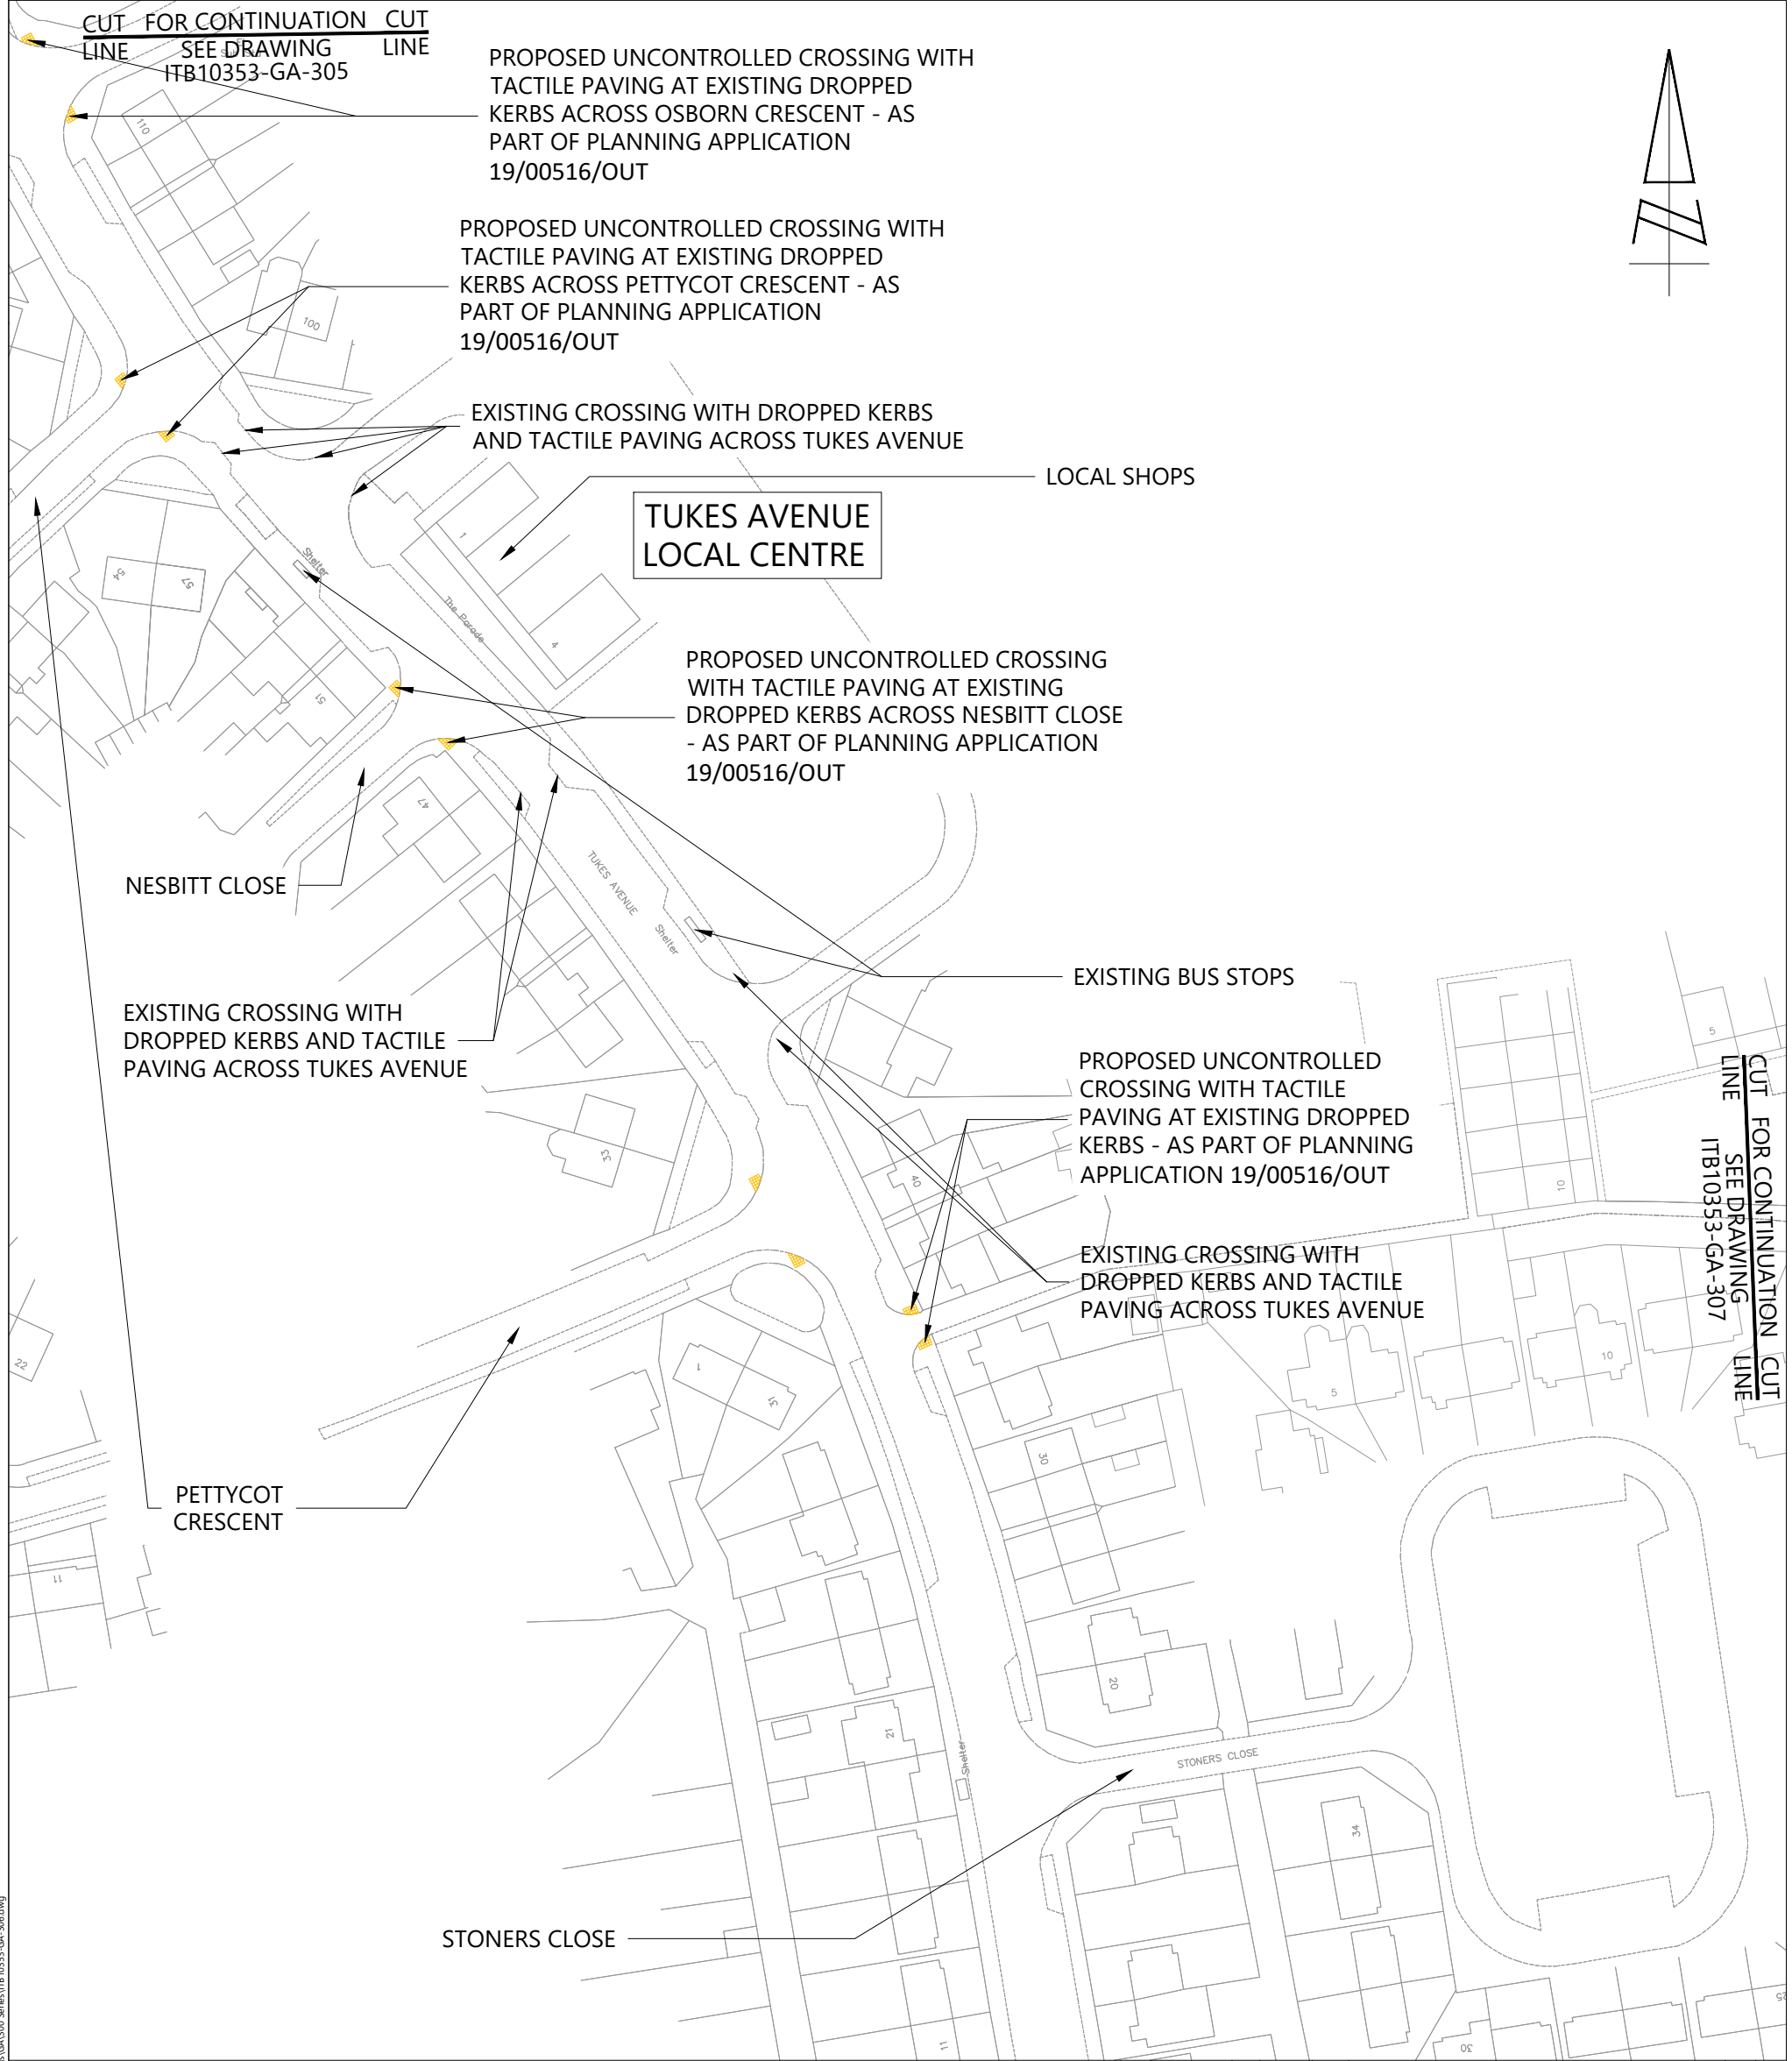 CUT FOR CONTINUATION CUT
LINE SEE DRAWING LINE
ITB10353-GA-305
PROPOSED UNCONTROLLED CROSSING WITH
TACTILE PAVING AT EXISTING DROPPED
KERBS ACROSS OSBORN CRESCENT - AS
PART OF PLANNING APPLICATION
19/00516/OUT
110
PROPOSED UNCONTROLLED CROSSING WITH
TACTILE PAVING AT EXISTING DROPPED
KERBS ACROSS PETTYCOT CRESCENT - AS
PART OF PLANNING APPLICATION
19/00516/OUT
100
EXISTING CROSSING WITH DROPPED KERBS
AND TACTILE PAVING ACROSS TUKES AVENUE
LOCAL SHOPS
TUKES AVENUE
LOCAL CENTRE
1
Shelter
54
57
The Parade
4
51
PROPOSED UNCONTROLLED CROSSING
WITH TACTILE PAVING AT EXISTING
DROPPED KERBS ACROSS NESBITT CLOSE
- AS PART OF PLANNING APPLICATION
19/00516/OUT
47
NESBITT CLOSE
TUKES AVENUE
Shelter
EXISTING BUS STOPS
EXISTING CROSSING WITH
DROPPED KERBS AND TACTILE
PAVING ACROSS TUKES AVENUE
5
PROPOSED UNCONTROLLED
CROSSING WITH TACTILE
PAVING AT EXISTING DROPPED
KERBS - AS PART OF PLANNING
APPLICATION 19/00516/OUT
CUT FOR CONTINUATION CUT
LINE SEE DRAWING LINE
ITB10353-GA-307
33
40
10
EXISTING CROSSING WITH
DROPPED KERBS AND TACTILE
PAVING ACROSS TUKES AVENUE
22
1
31
5
10
30
PETTYCOT
CRESCENT
11
20
21
Shelter
STONERS CLOSE
34
STONERS CLOSE
11
30
25